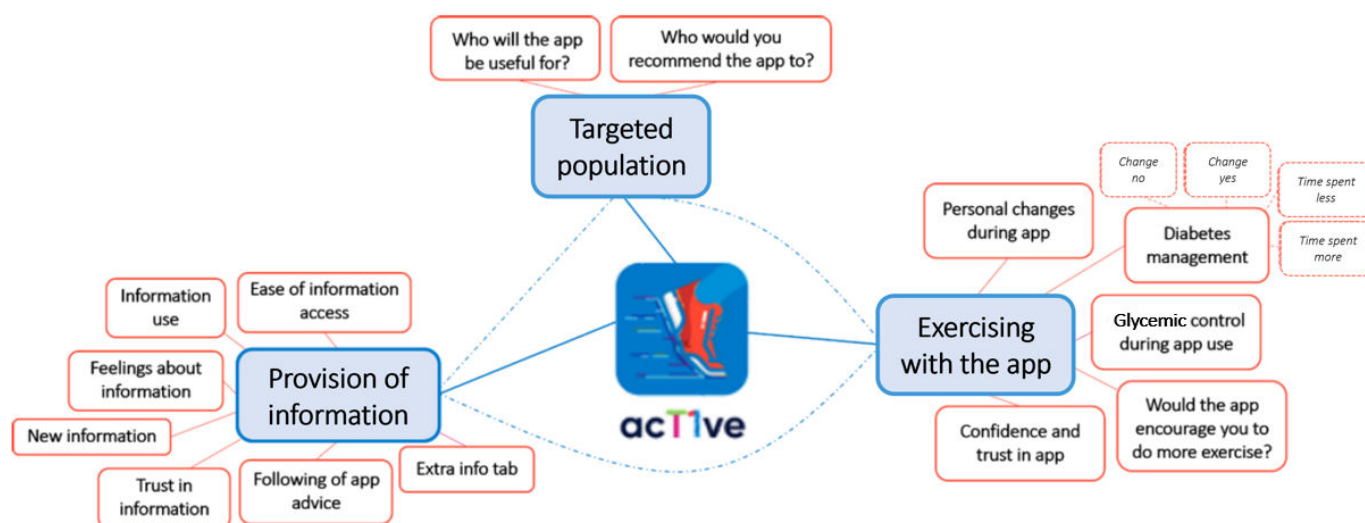 Who will the app
be useful for?
Who would you
recommend the app to?
Targeted
population
Change
no
Change
yes
Time spent
less
Time spent
more
Personal changes
during app
Diabetes
management
Information
use
Ease of information
access
Feelings about
information
Provision of
information
New information
Trust in
information
Following of app
advice
Extra info tab
acT1ve
Exercising
with the app
Glycemic control
during app use
Confidence and
trust in app
Would the app
encourage you to
do more exercise?